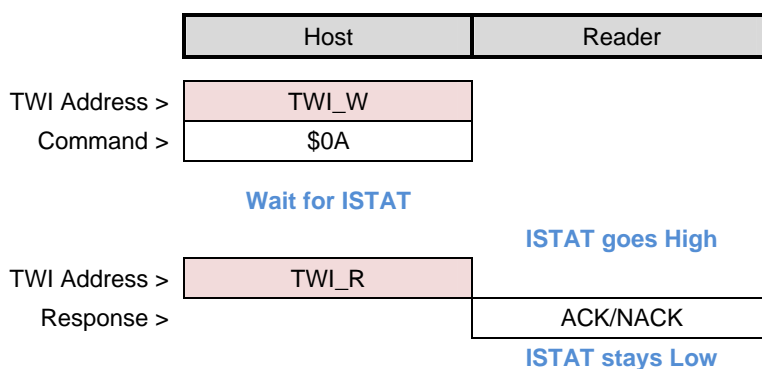 Host Reader
TWI Address > TWI_W
Command > $0A
Wait for ISTAT
ISTAT goes High
TWI Address > TWI_R
Response > ACK/NACK
ISTAT stays Low